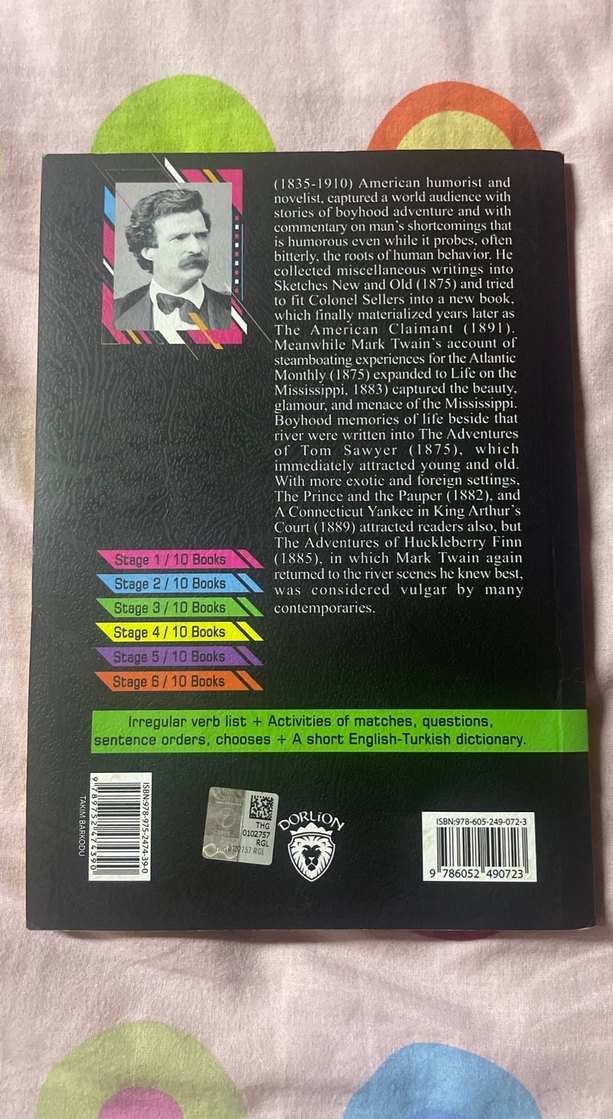 (1835-1910) American humorist and
novelist, captured a world audience with
stories of boyhood adventure and with
commentary on man's shortcomings that
is humorous even while it probes, often
bitterly, the roots of human behavior. He
collected miscellaneous writings into
Sketches New and Old (1875) and tried
to fit Colonel Sellers into a new book,
which finally materialized years later as
The American Claimant (1891).
Meanwhile Mark Twain's account of
steamboating experiences for the Atlantic
Monthly (1875) expanded to Life on the
Mississippi, 1883) captured the beauty,
glamour, and menace of the Mississippi.
Boyhood memories of life beside that
river were written into The Adventures
of Tom Sawyer (1875), which
immediately attracted young and old.
With more exotic and foreign settings,
The Prince and the Pauper (1882), and
A Connecticut Yankee in King Arthur's
Court (1889) attracted readers also, but
The Adventures of Huckleberry Finn
(1885), in which Mark Twain again
returned to the river scenes he knew best,
was considered vulgar by many
contemporaries.
Stage 1 / 10 Books
Stage 2 / 10 Books
Stage 3 / 10 Books
Stage 4 / 10 Books
Stage 5 / 10 Books
Stage 6 / 10 Books
Irregular verb list + Activities of matches, questions,
sentence orders, chooses + A short English-Turkish dictionary.
TAKIM BARKODU
9 789752 474390
ISBN:978-975-2474-39-0
THG
0102757
RGL
0102757 RGL
DORLİON
ISBN:978-605-249-072-3
9 786052 490723